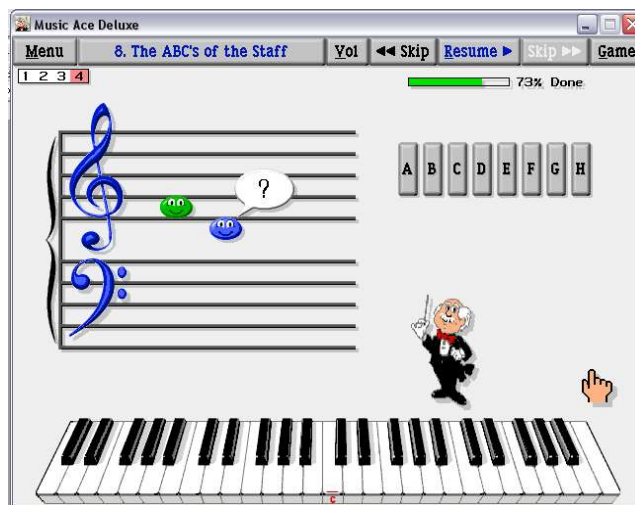 Music Ace Deluxe
Menu 8. The ABC's of the Staff Vol ◄◄ Skip Resume ► Skip ►► Game
1 2 3 4
73% Done
?
A B C D E F G H
C